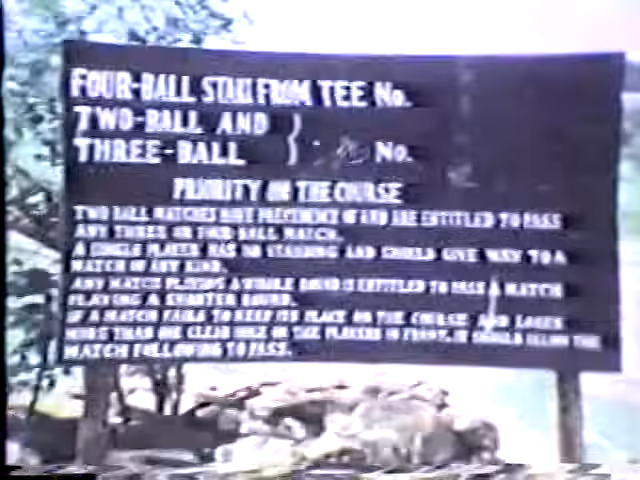 FOUR-BALL START FROM TEE No.
TWO-BALL AND
THREE-BALL No.
PRIORITY ON THE COURSE
TWO BALL MATCHES HAVE PRECEDENCE OF AND ARE ENTITLED TO PASS
ANY THREE OR FOUR BALL MATCH.
A SINGLE PLAYER HAS NO STANDING AND SHOULD GIVE WAY TO A
MATCH OF ANY KIND.
ANY MATCH PLAYING A WHOLE ROUND IS ENTITLED TO PASS A MATCH
PLAYING A SHORTER ROUND.
IF A MATCH FAILS TO KEEP ITS PLACE ON THE COURSE AND LOSES
MORE THAN ONE CLEAR HOLE ON THE PLAYERS IN FRONT, IT SHOULD ALLOW THE
MATCH FOLLOWING TO PASS.